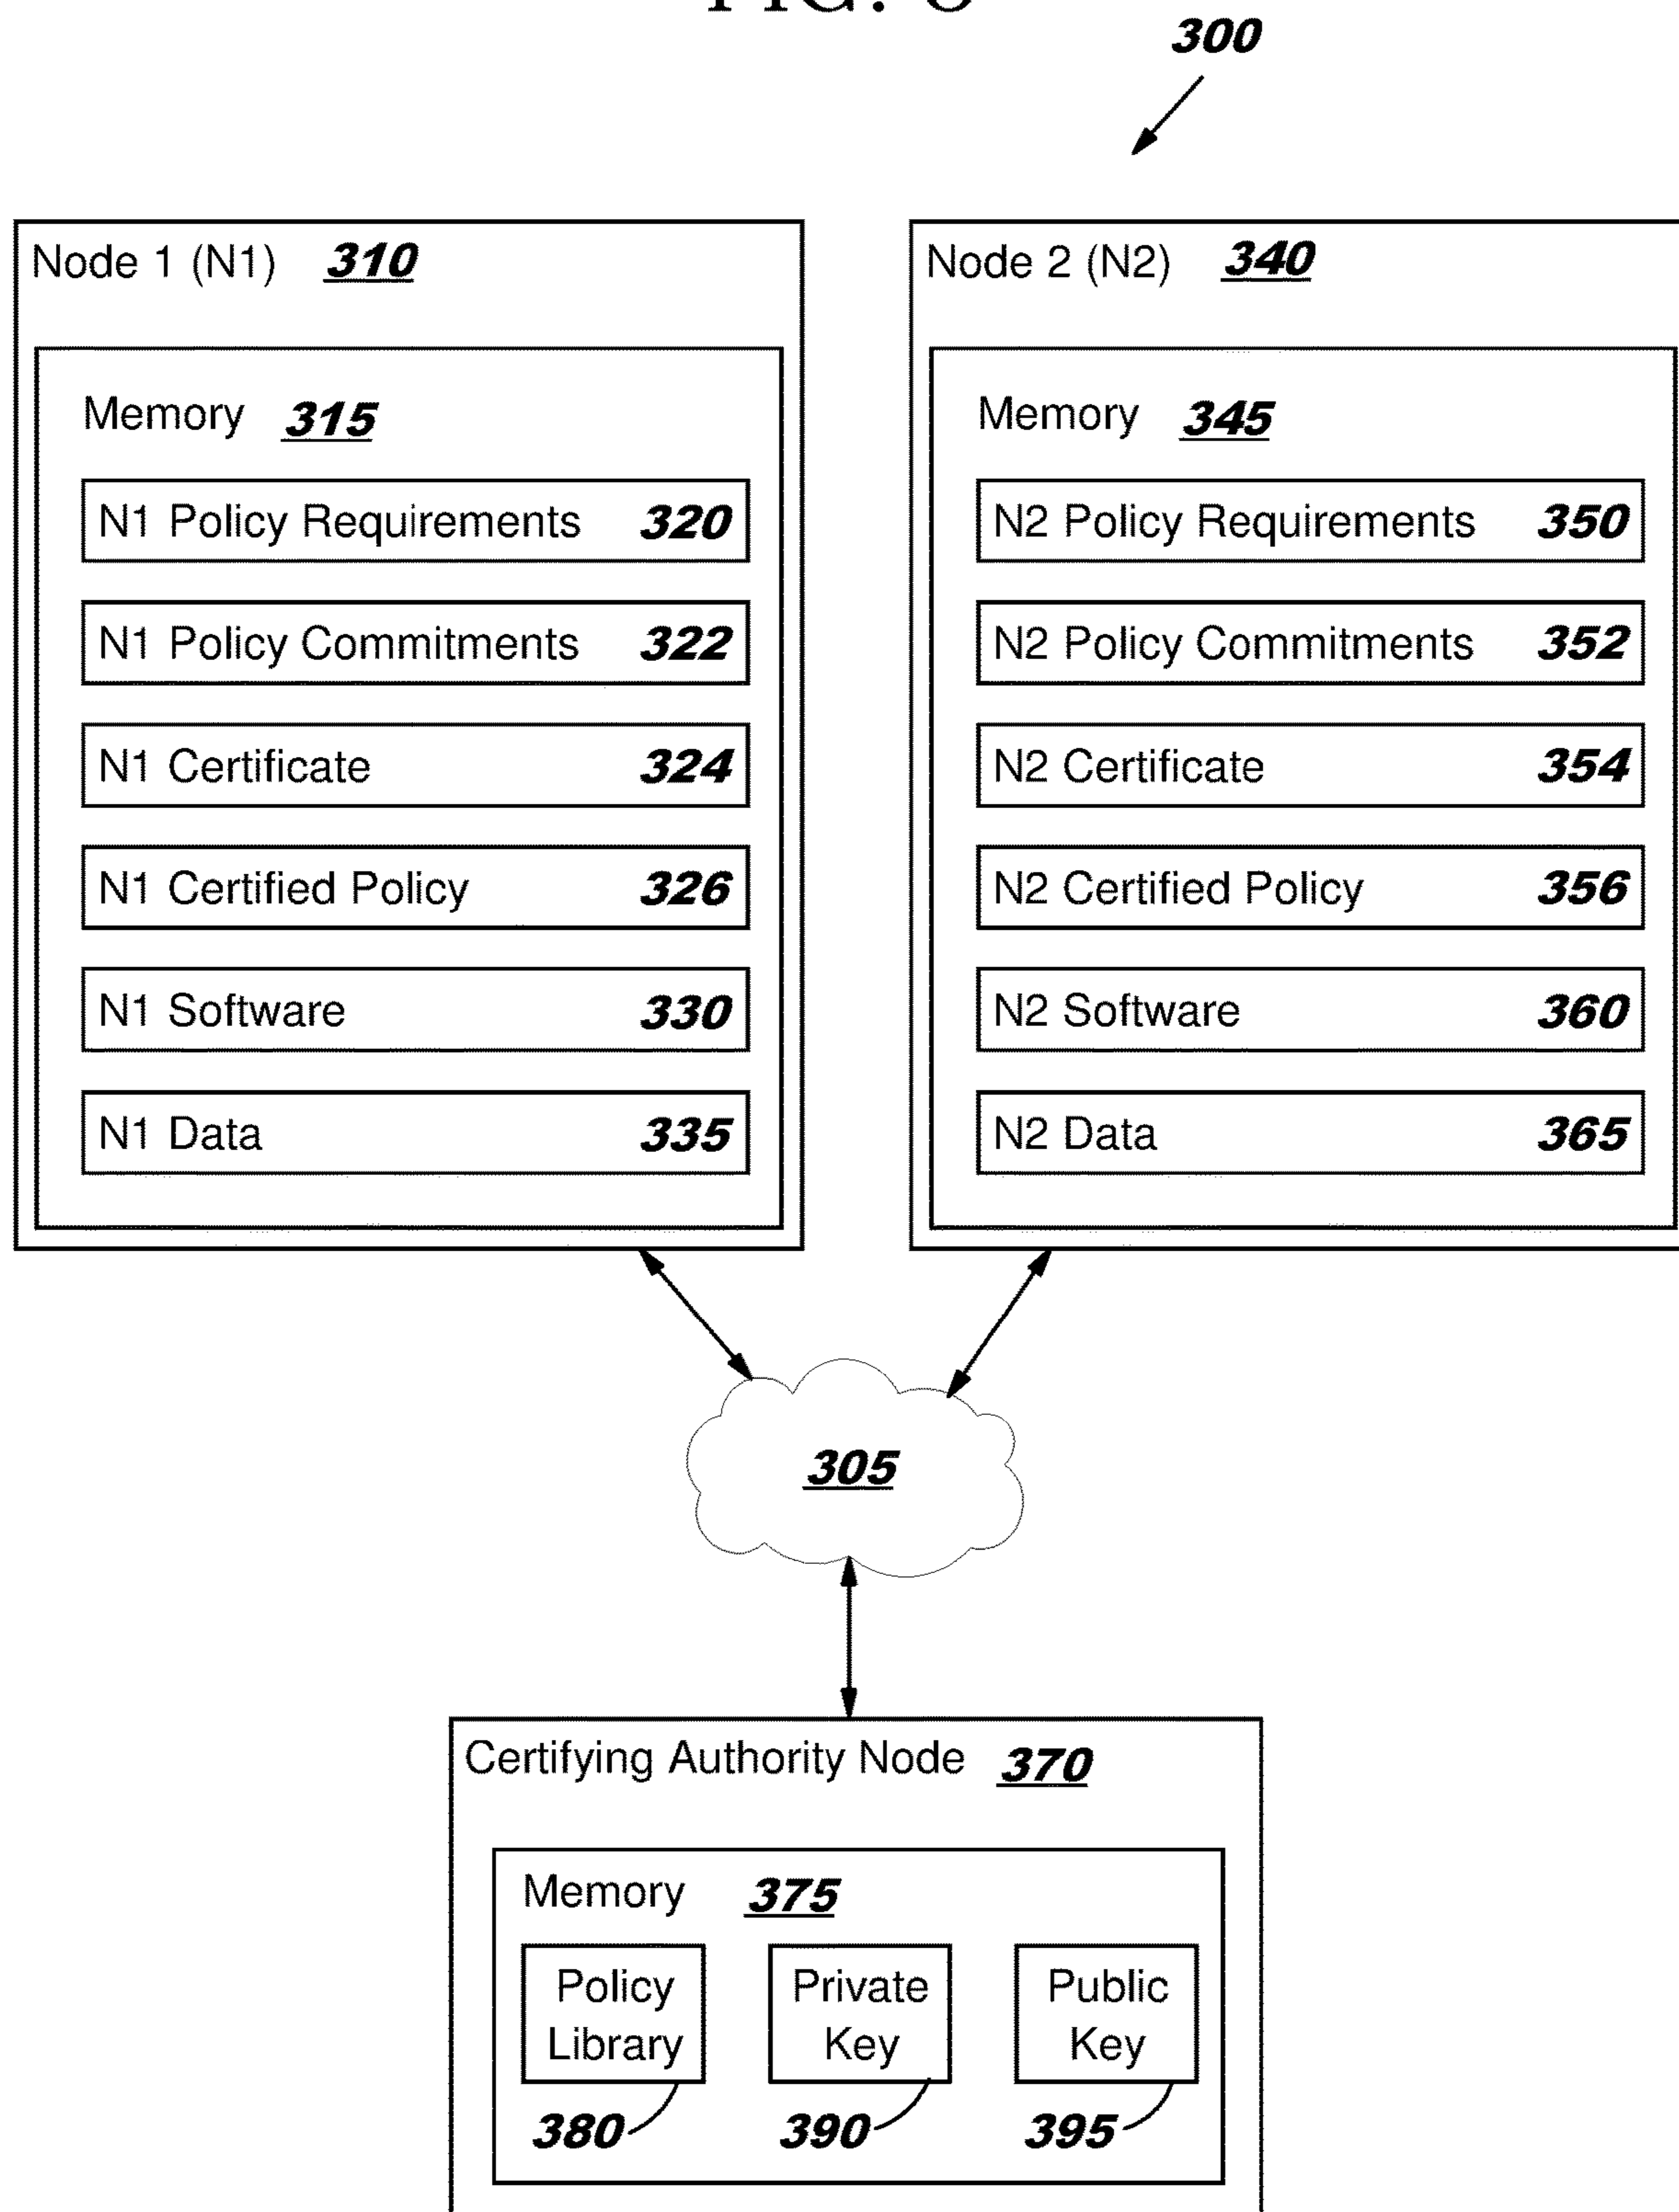 FIG.
300
Node 1 (N1) 310
Memory 315
N1 Policy Requirements 320
N1 Policy Commitments 322
N1 Certificate 324
N1 Certified Policy 326
N1 Software 330
N1 Data 335
Node 2 (N2) 340
Memory 345
N2 Policy Requirements 350
N2 Policy Commitments 352
N2 Certificate 354
N2 Certified Policy 356
N2 Software 360
N2 Data 365
305
Certifying Authority Node 370
Memory 375
Policy
Library
380
Private
Key
390
Public
Key
395